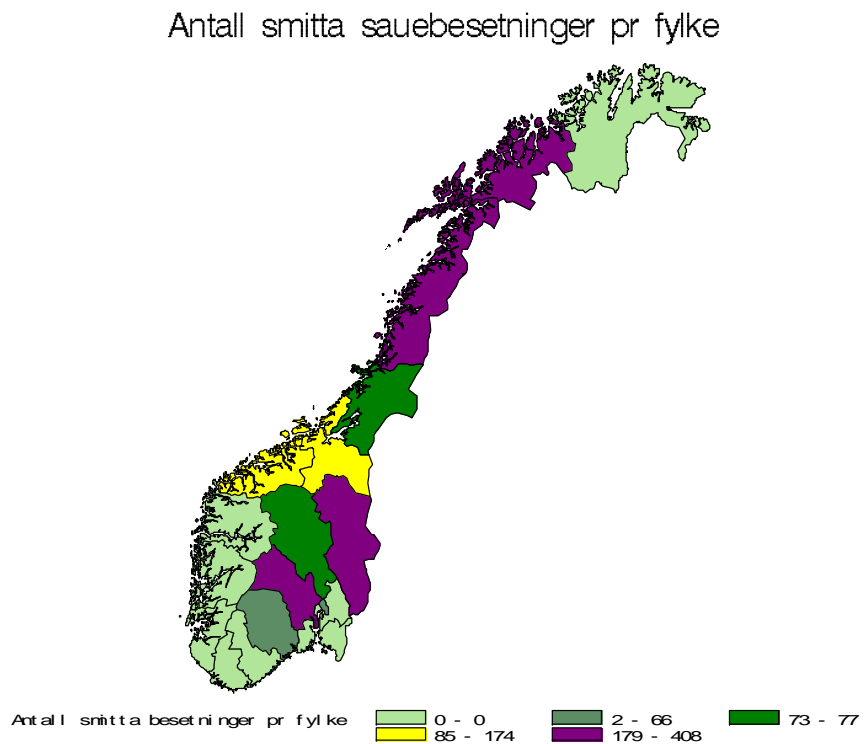 Antall smitta sauebesetninger pr fylke
Antall smitta besetninger pr fylke 0 - 0 2 - 66 73 - 77
85 - 174 179 - 408